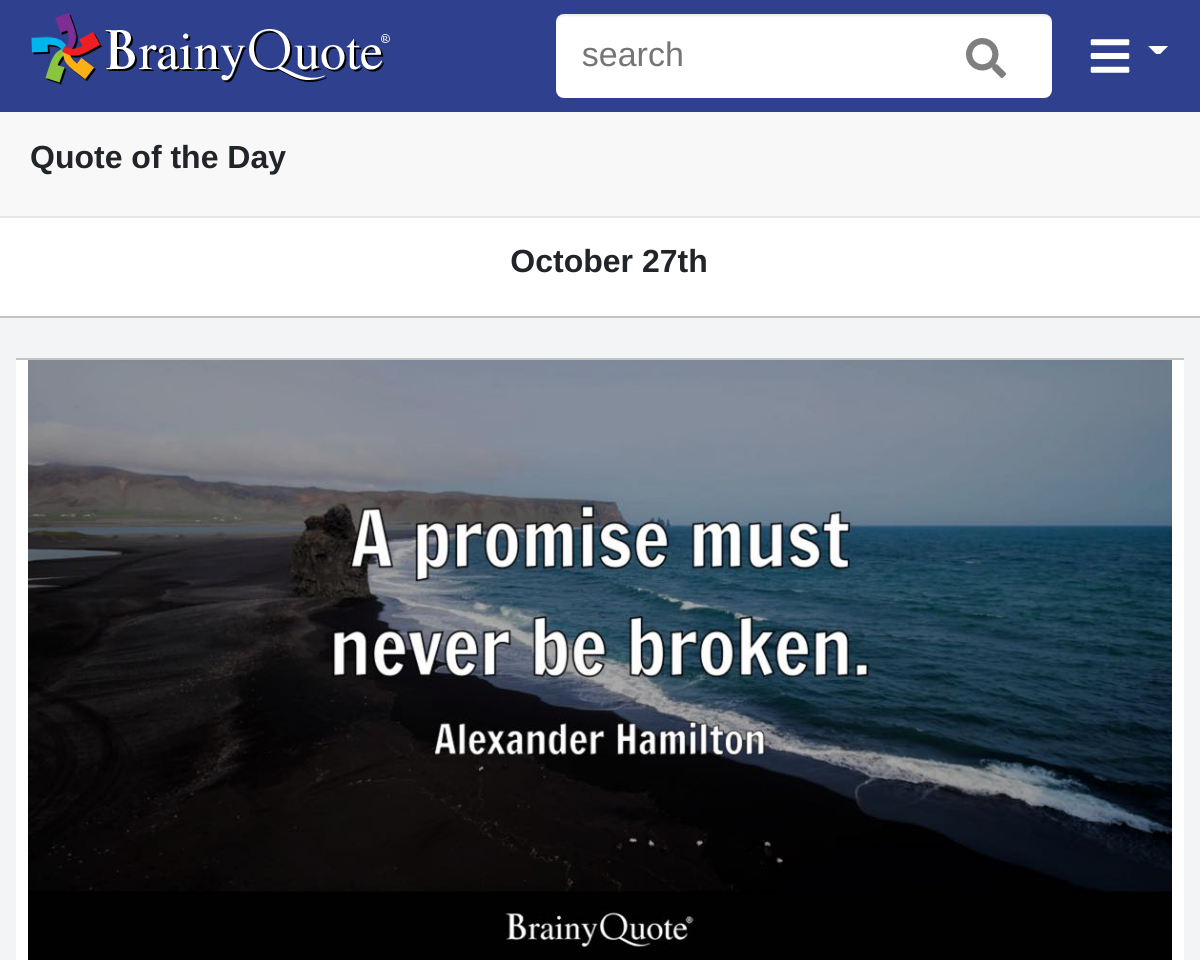 BrainyQuote®
search
Quote of the Day
October 27th
A promise must
never be broken.
Alexander Hamilton
BrainyQuote®